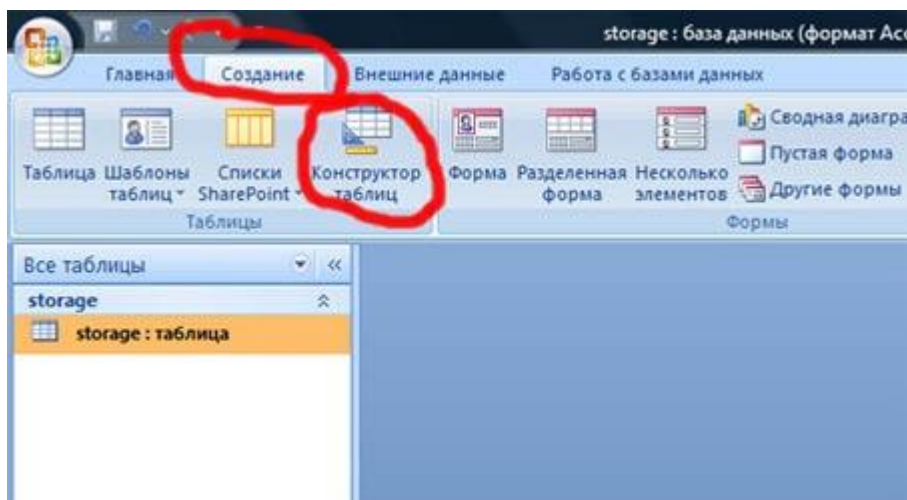 storage : база данных (формат Acc
Главная Создание Внешние данные Работа с базами данных
Таблица Шаблоны таблиц Списки SharePoint Конструктор таблиц Форма Разделенная форма Несколько элементов
Сводная диагра
Пустая форма
Другие формы
Таблицы Формы
Все таблицы
storage
storage : таблица